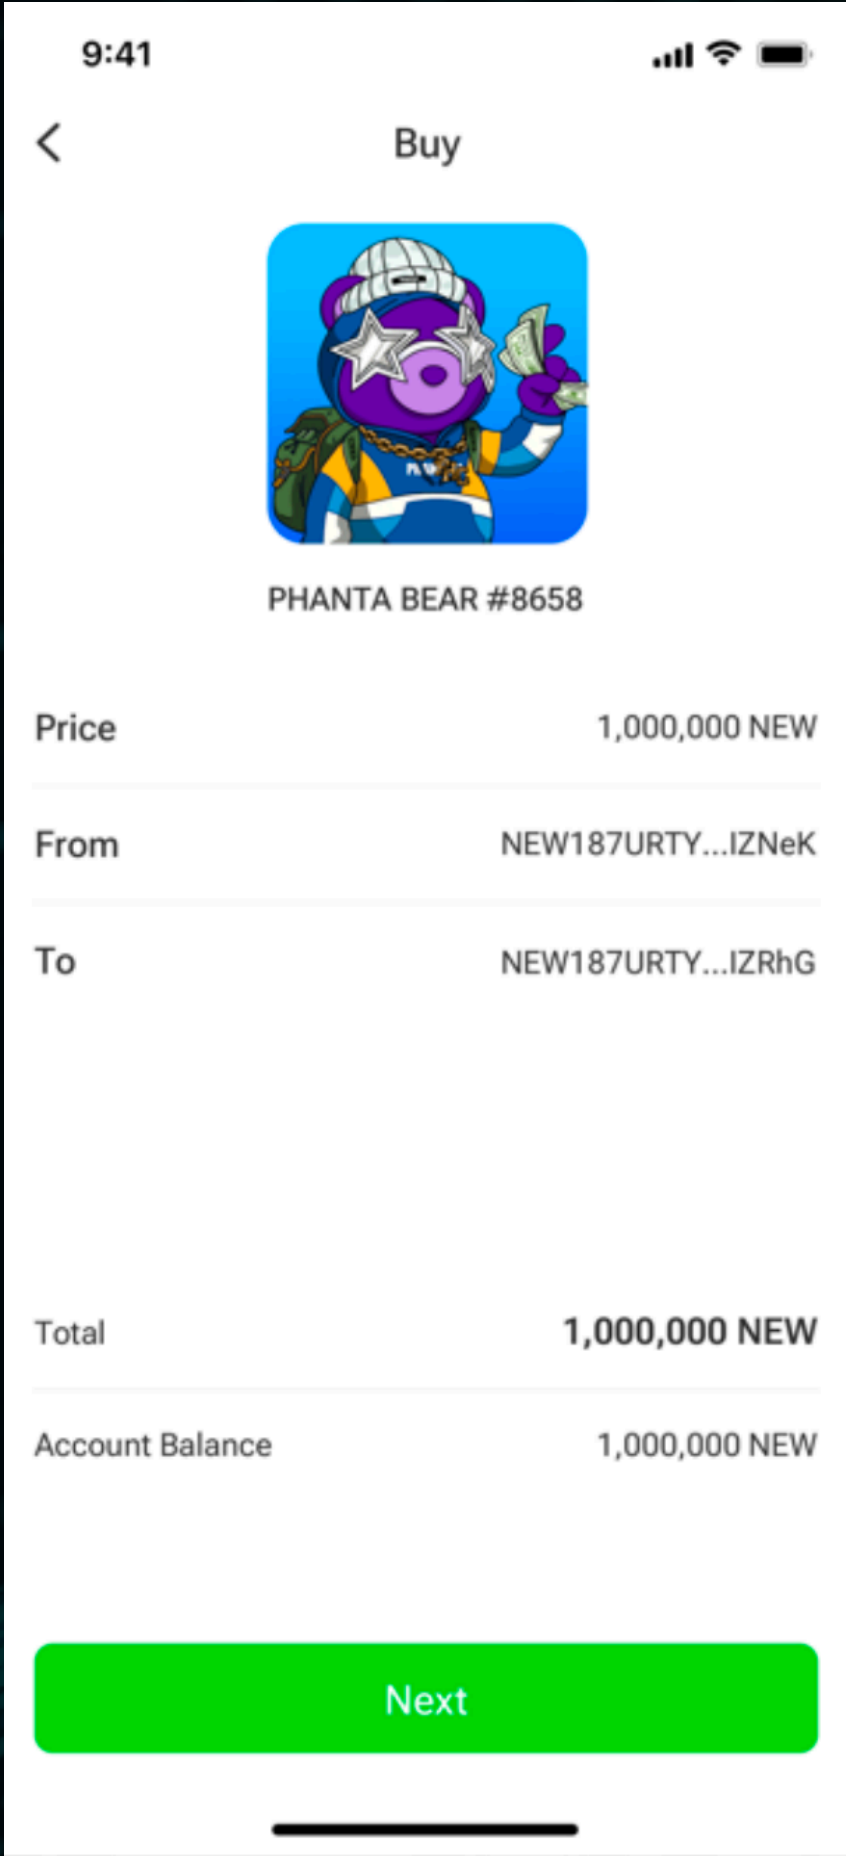 9:41
Buy
PHANTA BEAR #8658
Price 1,000,000 NEW
From NEW187URTY...IZNeK
To NEW187URTY...IZRhG
Total 1,000,000 NEW
Account Balance 1,000,000 NEW
Next